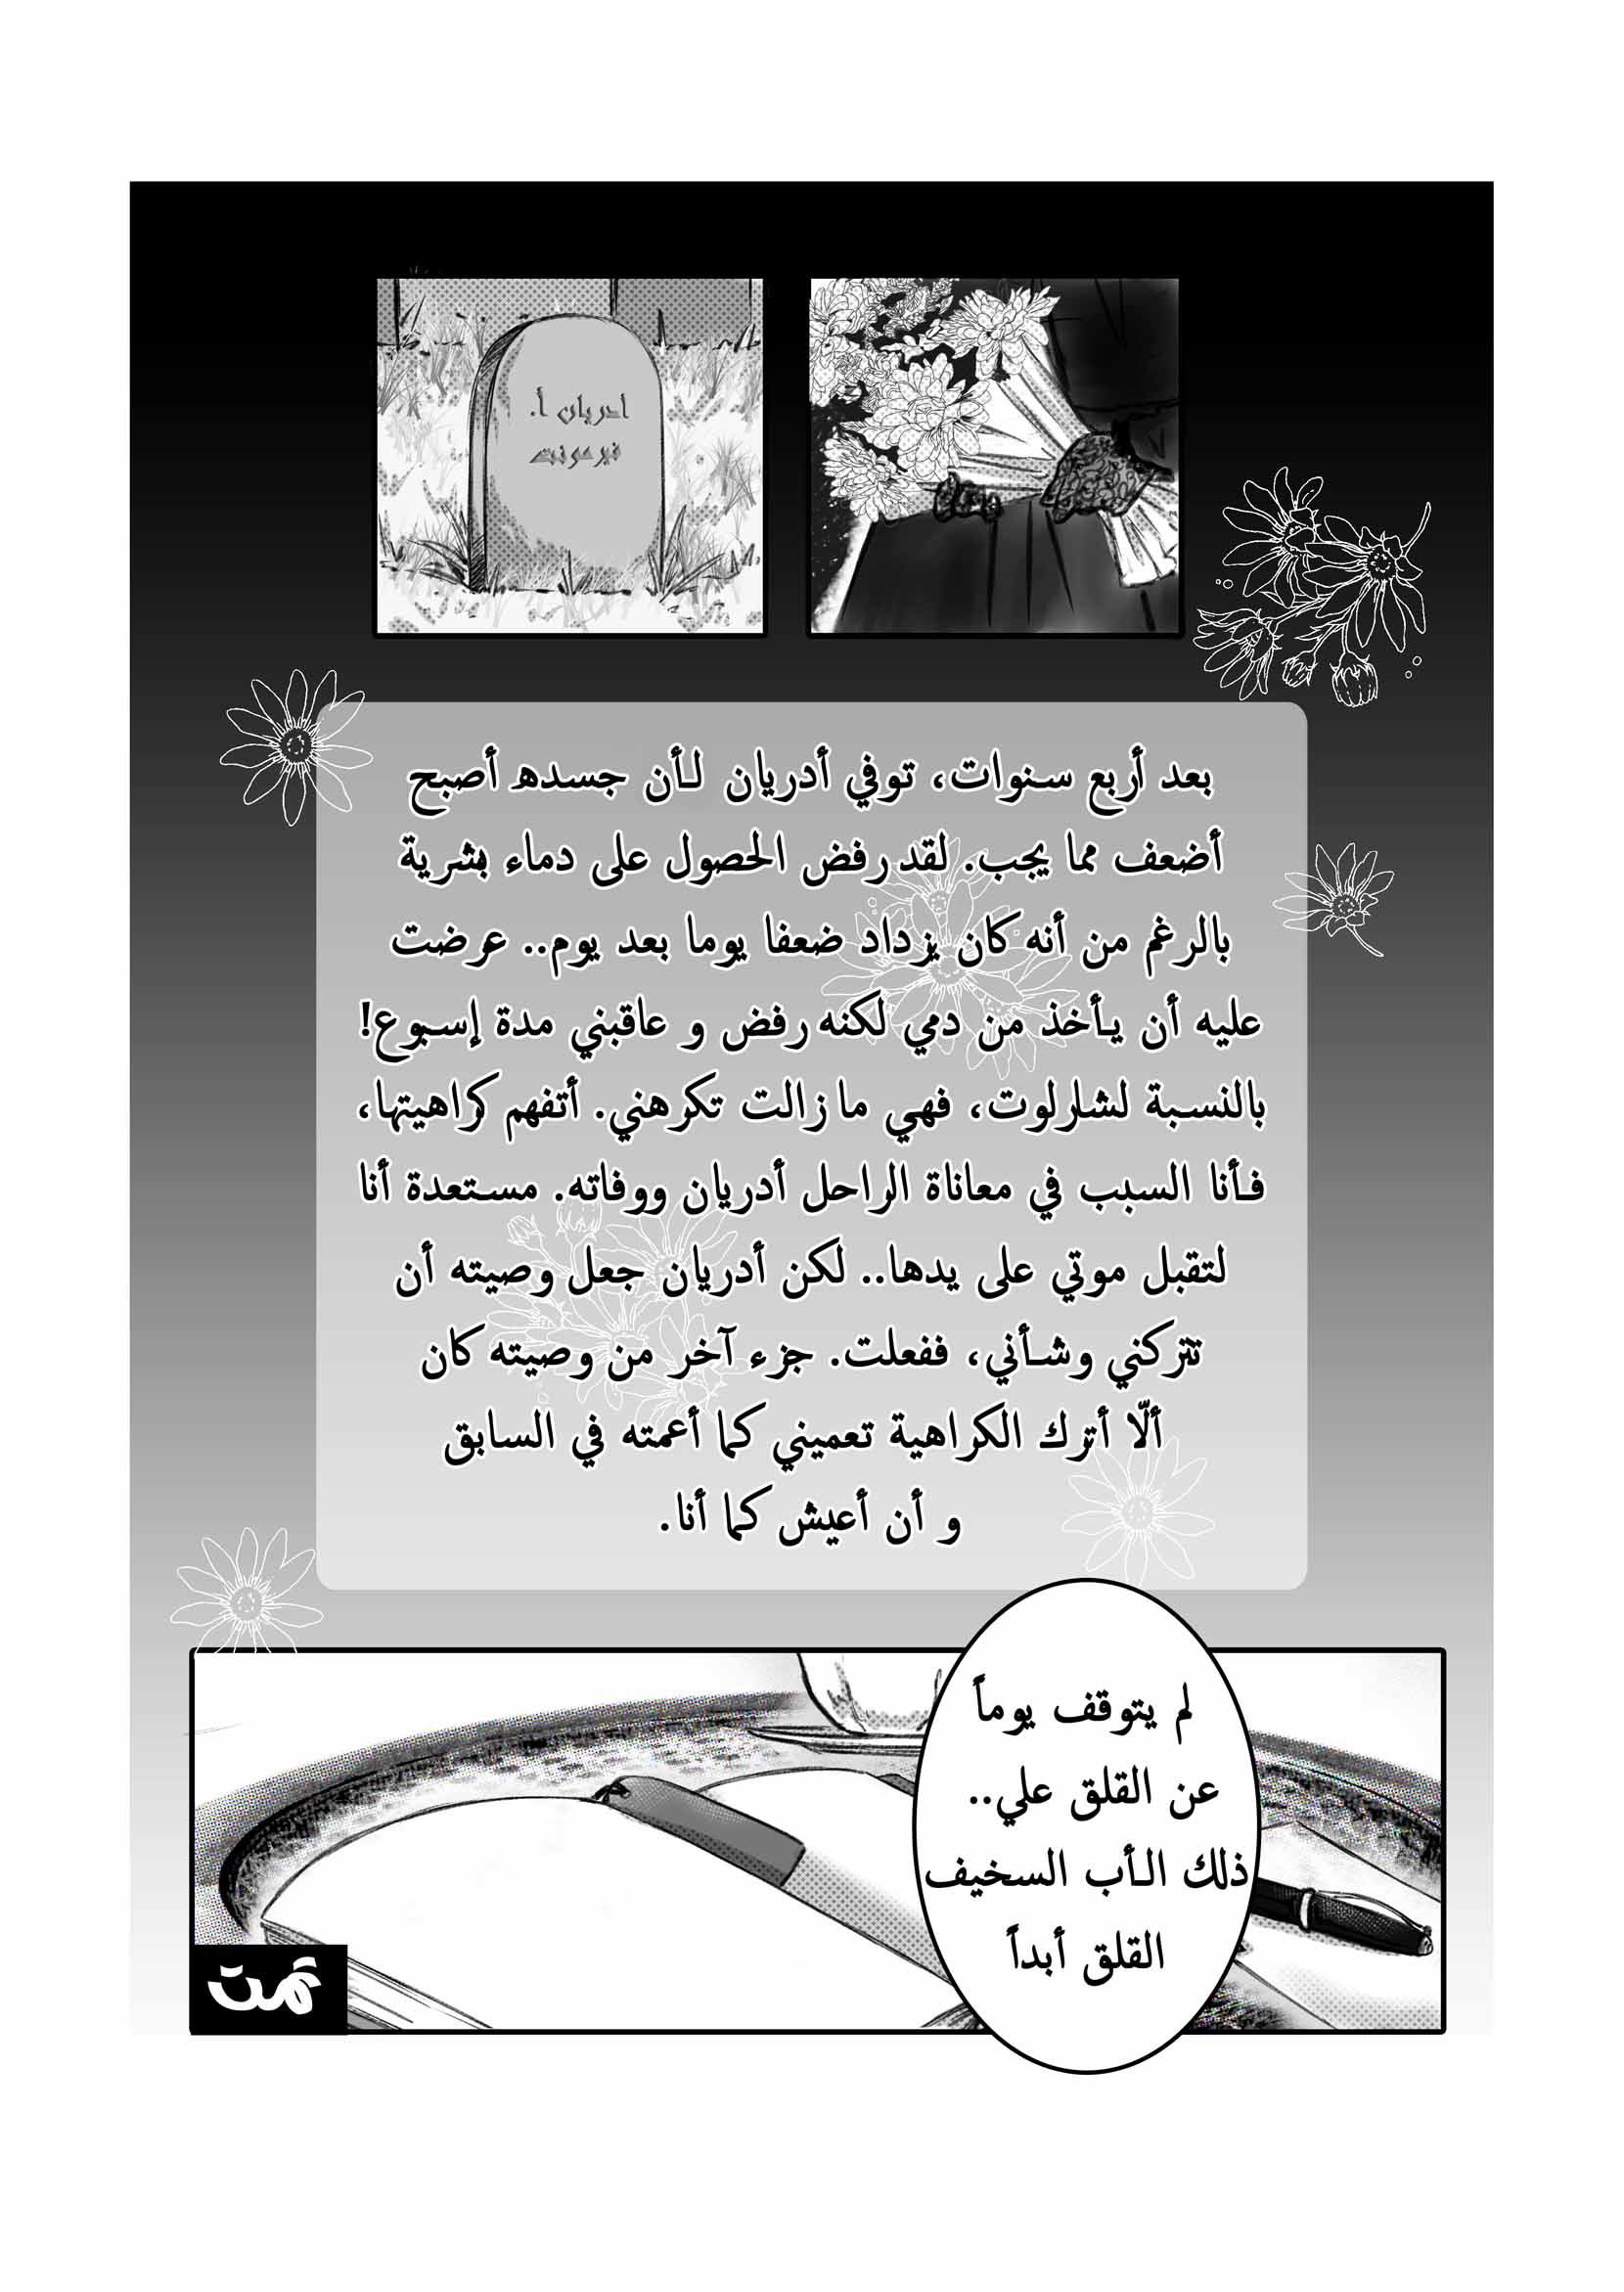 أدريان أ.
فيرمونت
بعد أربع سنوات، توفي أدريان لأن جسده أصبح
أضعف مما يجب. لقد رفض الحصول على دماء بشرية
بالرغم من أنه كان يزداد ضعفا يوما بعد يوم.. عرضت
عليه أن يأخذ من دمي لكنه رفض و عاقبني مدة إسبوع!
بالنسبة لشارلوت، فهي ما زالت تكرهني. أتفهم كراهيتها،
فأنا السبب في معاناة الراحل أدريان ووفاته. مستعدة أنا
لتقبل موتي على يدها.. لكن أدريان جعل وصيته أن
تتركني وشأني، ففعلت. جزء آخر من وصيته كان
ألّا أترك الكراهية تعميني كما أعمته في السابق
و أن أعيش كما أنا.
لم يتوقف يوماً
عن القلق علي..
ذلك الأب السخيف
القلق أبداً
تمت